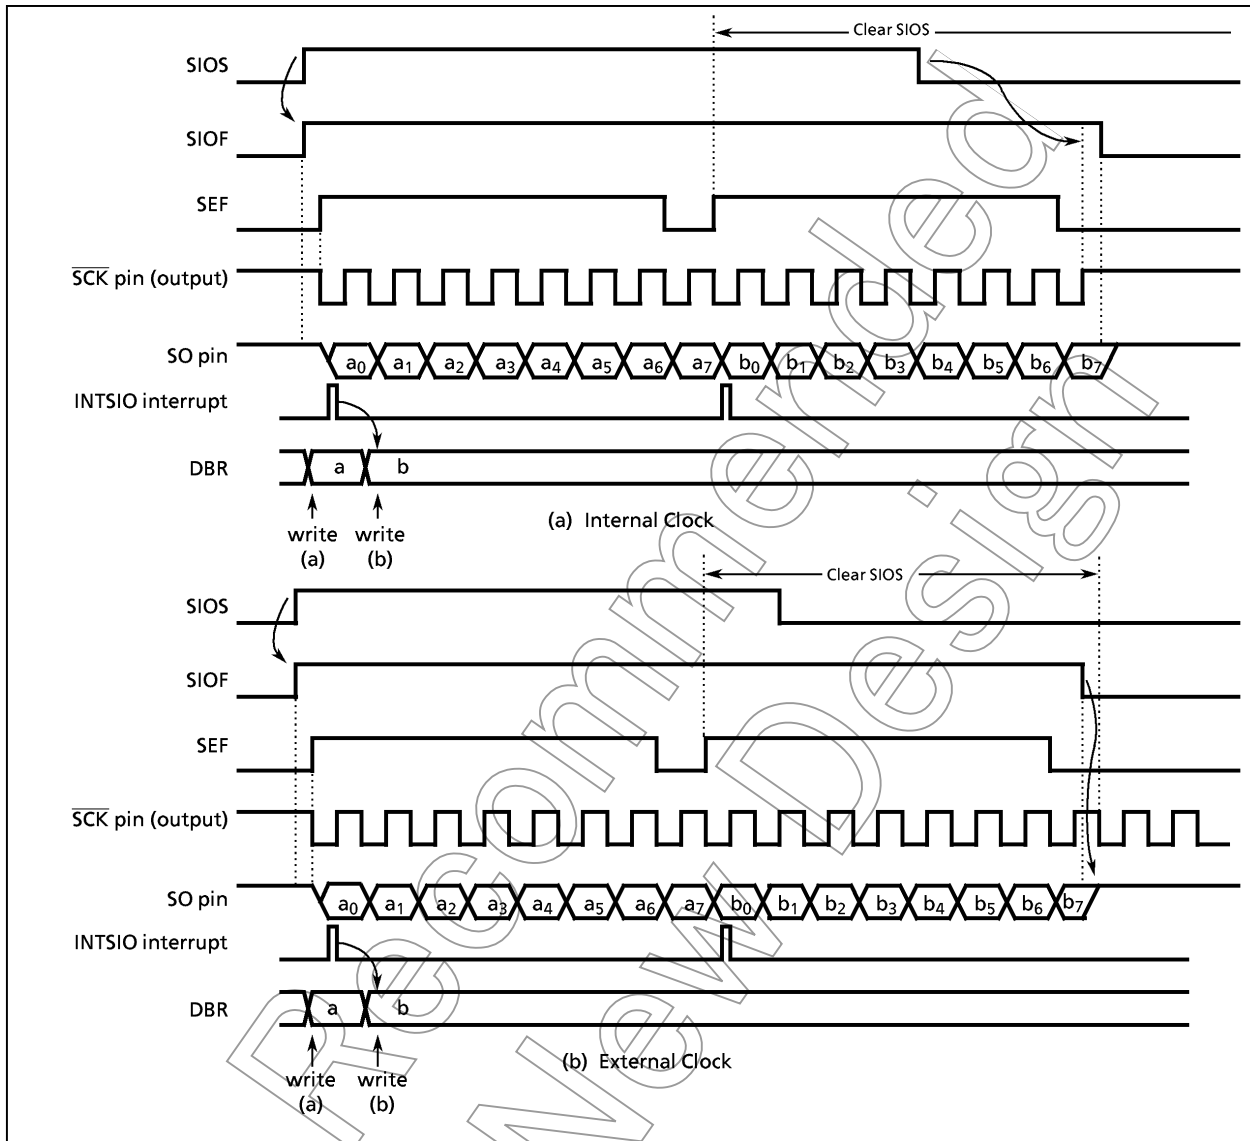 Clear SIOS
SIOS
SIOF
SEF
SCK pin (output)
SO pin
a0 a1 a2 a3 a4 a5 a6 a7 b0 b1 b2 b3 b4 b5 b6 b7
INTSIO interrupt
DBR
a b
write (a)
write (b)
(a) Internal Clock
Clear SIOS
SIOS
SIOF
SEF
SCK pin (output)
SO pin
a0 a1 a2 a3 a4 a5 a6 a7 b0 b1 b2 b3 b4 b5 b6 b7
INTSIO interrupt
DBR
a b
write (a)
write (b)
(b) External Clock
Recommended
New Design